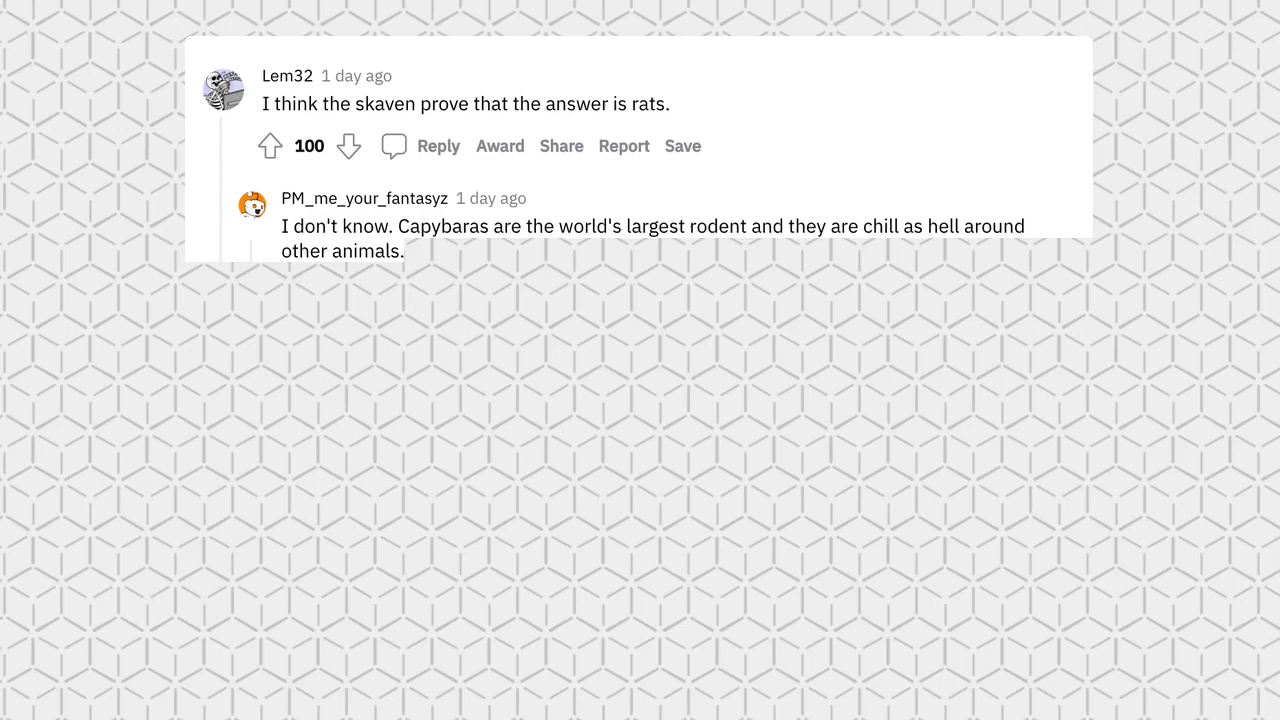 Lem32 1 day ago
I think the skaven prove that the answer is rats.
100 Reply Award Share Report Save
PM_me_your_fantasyz 1 day ago
I don't know. Capybaras are the world's largest rodent and they are chill as hell around
other animals.